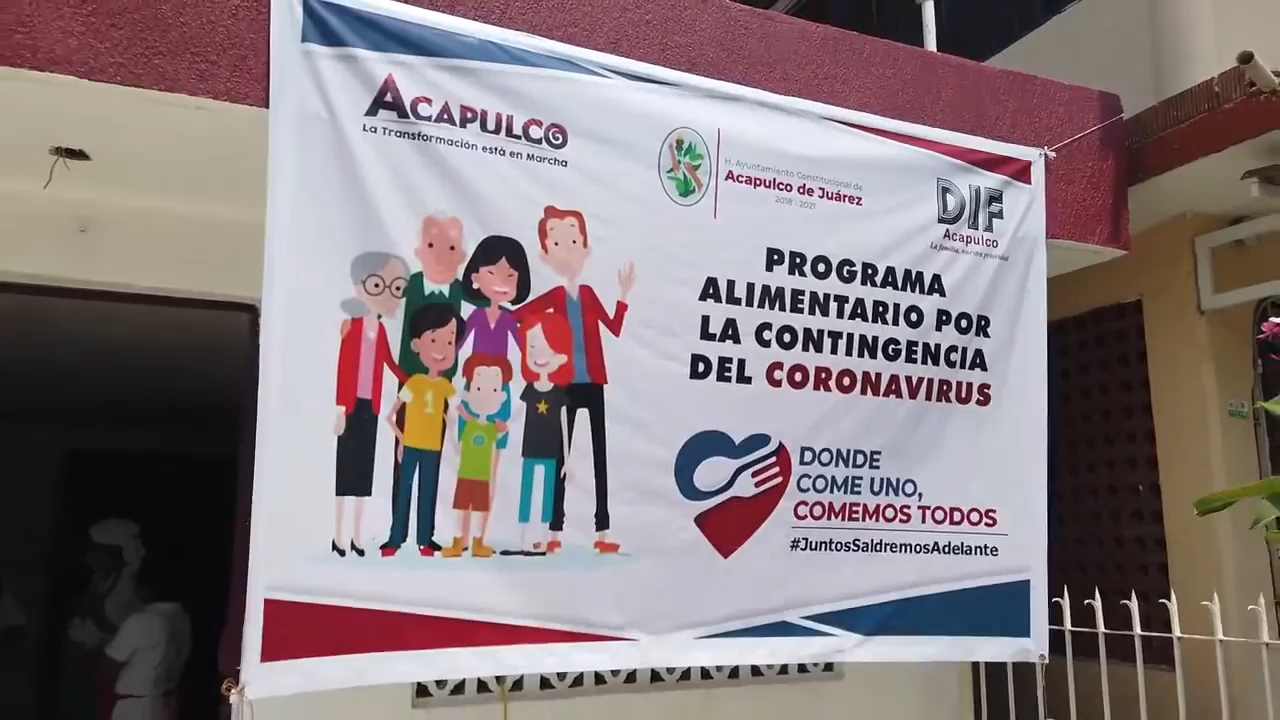 ACAPULCO
La Transformación está en Marcha
H. Ayuntamiento Constitucional de
Acapulco de Juárez
2018 - 2021
DIF
Acapulco
La familia, nuestra prioridad
PROGRAMA
ALIMENTARIO POR
LA CONTINGENCIA
DEL CORONAVIRUS
1
DONDE
COME UNO,
COMEMOS TODOS
#JuntosSaldremosAdelante